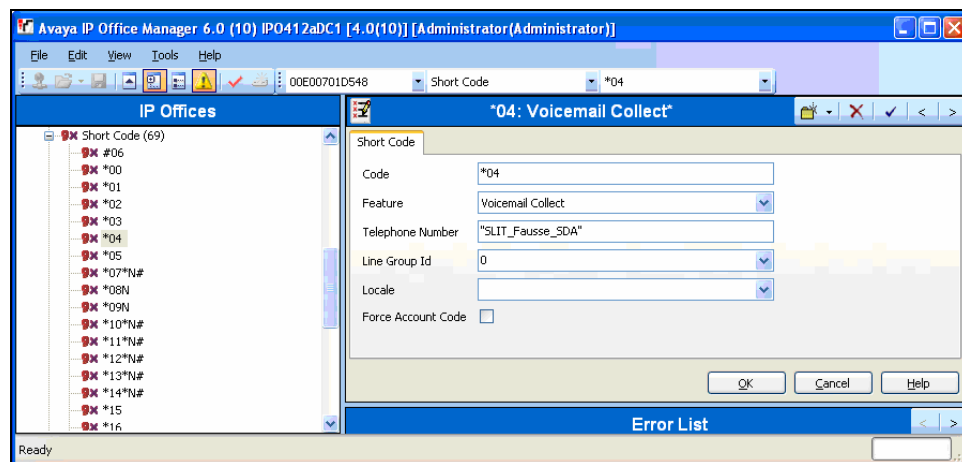 Avaya IP Office Manager 6.0 (10) IPO412aDC1 [4.0(10)] [Administrator(Administrator)]
File Edit View Tools Help
00E00701D548 Short Code *04
IP Offices
Short Code (69)
#06
*00
*01
*02
*03
*04
*05
*07*N#
*08N
*09N
*10*N#
*11*N#
*12*N#
*13*N#
*14*N#
*15
*16
*04: Voicemail Collect*
Short Code
Code *04
Feature Voicemail Collect
Telephone Number "SLIT_Fausse_SDA"
Line Group Id 0
Locale
Force Account Code
OK Cancel Help
Error List
Ready